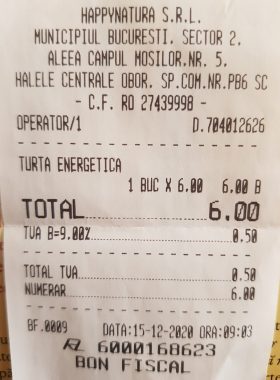 HAPPYNATURA S.R.L.
MUNICIPIUL BUCURESTI, SECTOR 2,
ALEEA CAMPUL MOSILOR,NR. 5,
HALELE CENTRALE OBOR, SP.COM.NR.PB6 SC
- C.F. RO 27439998 -
OPERATOR/1 D.704012626
TURTA ENERGETICA
1 BUC X 6.00 6.00 B
TOTAL 6.00
TVA B=9.00% 0.50
TOTAL TVA 0.50
NUMERAR 6.00
BF.0009 DATA:15-12-2020 ORA:09:03
6000168623
BON FISCAL